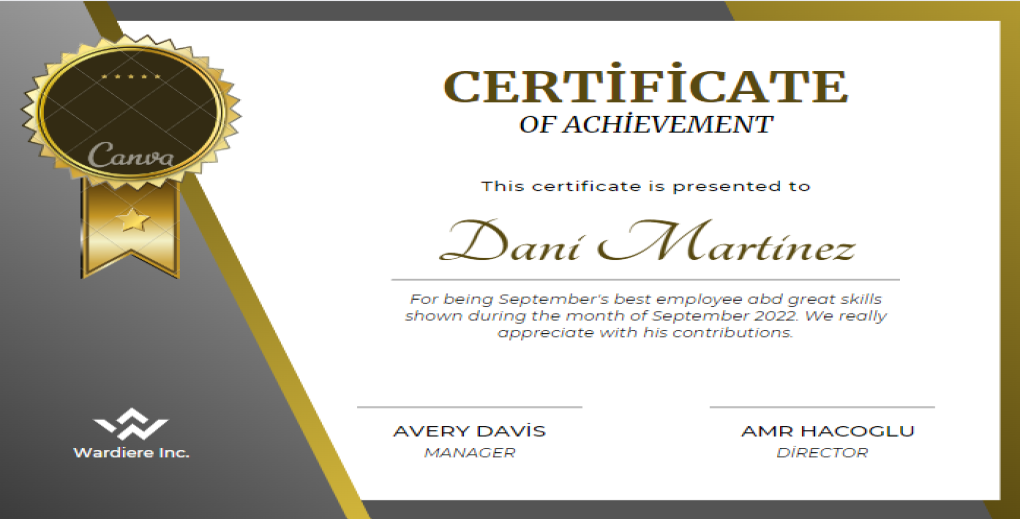 CERTİFİCATE
OF ACHİEVEMENT
This certificate is presented to
Dani Martinez
For being September's best employee abd great skills
shown during the month of September 2022. We really
appreciate with his contributions.
AVERY DAVİS
MANAGER
AMR HACOGLU
DİRECTOR
Canva
Wardiere Inc.